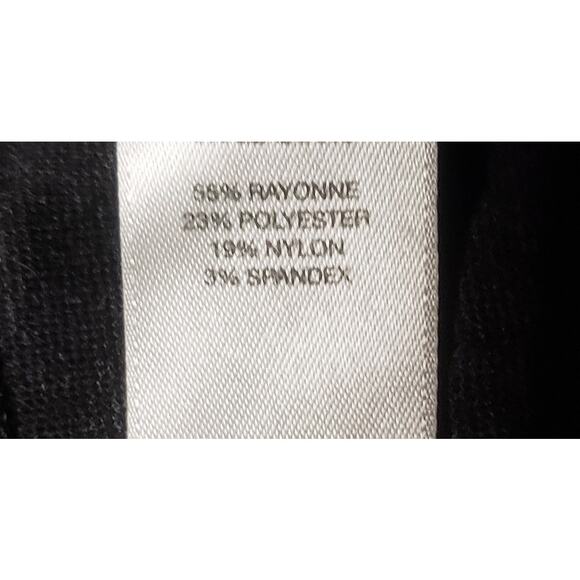 55% RAYONNE
23% POLYESTER
19% NYLON
3% SPANDEX